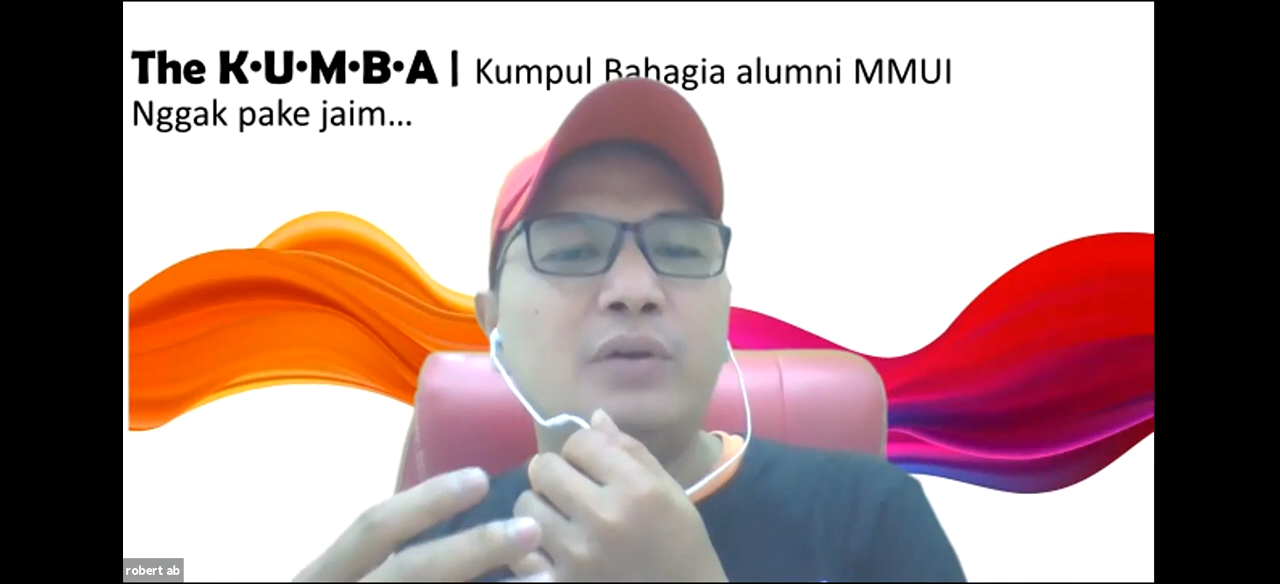 The K•U•M•B•A | Kumpul Bahagia alumni MMUI
Nggak pake jaim...
robert ab